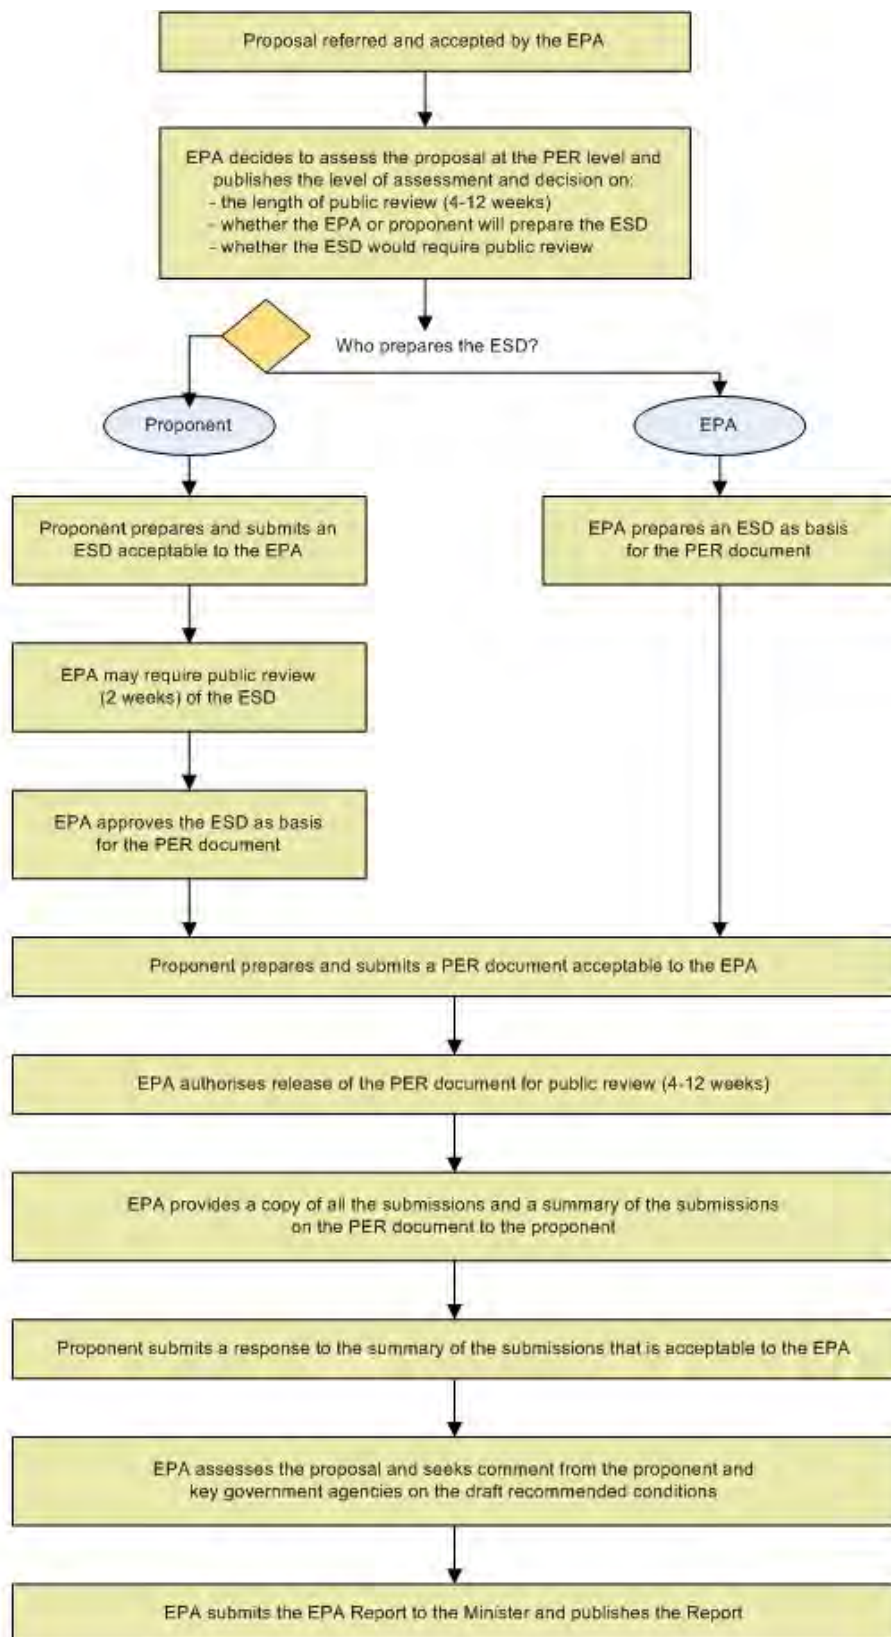 Proposal referred and accepted by the EPA
EPA decides to assess the proposal at the PER level and
publishes the level of assessment and decision on:
- the length of public review (4-12 weeks)
- whether the EPA or proponent will prepare the ESD
- whether the ESD would require public review
Who prepares the ESD?
Proponent
EPA
Proponent prepares and submits an
ESD acceptable to the EPA
EPA prepares an ESD as basis
for the PER document
EPA may require public review
(2 weeks) of the ESD
EPA approves the ESD as basis
for the PER document
Proponent prepares and submits a PER document acceptable to the EPA
EPA authorises release of the PER document for public review (4-12 weeks)
EPA provides a copy of all the submissions and a summary of the submissions
on the PER document to the proponent
Proponent submits a response to the summary of the submissions that is acceptable to the EPA
EPA assesses the proposal and seeks comment from the proponent and
key government agencies on the draft recommended conditions
EPA submits the EPA Report to the Minister and publishes the Report